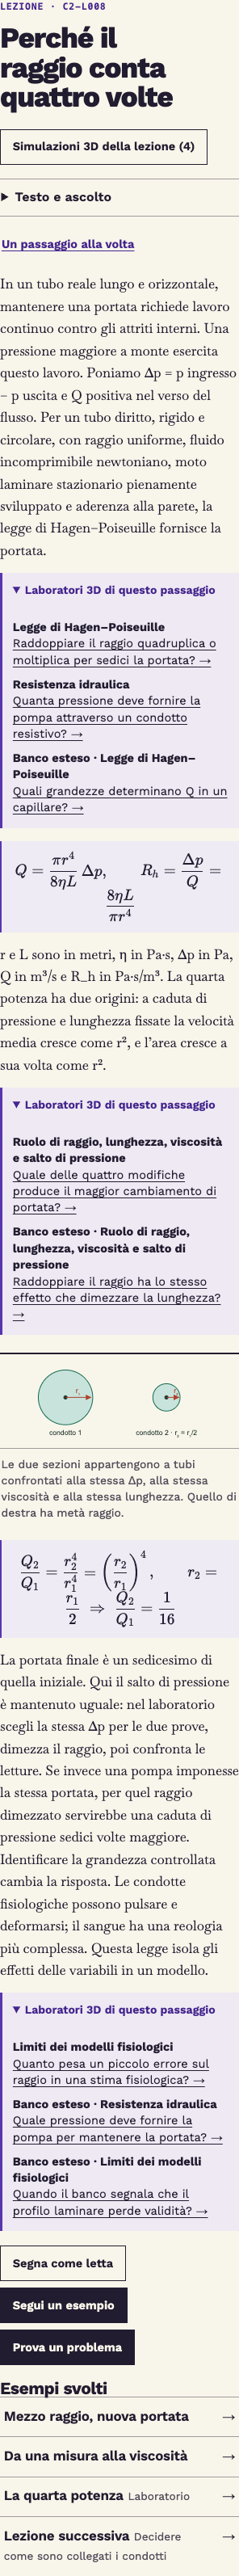 LEZIONE · C2–L008
Perché il
raggio conta
quattro volte
Simulazioni 3D della lezione (4)
▶ Testo e ascolto
Un passaggio alla volta
In un tubo reale lungo e orizzontale,
mantenere una portata richiede lavoro
continuo contro gli attriti interni. Una
pressione maggiore a monte esercita
questo lavoro. Poniamo Δp = p ingresso
− p uscita e Q positiva nel verso del
flusso. Per un tubo diritto, rigido e
circolare, con raggio uniforme, fluido
incomprimibile newtoniano, moto
laminare stazionario pienamente
sviluppato e aderenza alla parete, la
legge di Hagen–Poiseuille fornisce la
portata.
▼ Laboratori 3D di questo passaggio
Legge di Hagen–Poiseuille
Raddoppiare il raggio quadruplica o
moltiplica per sedici la portata? →
Resistenza idraulica
Quanta pressione deve fornire la
pompa attraverso un condotto
resistivo? →
Banco esteso · Legge di Hagen–
Poiseuille
Quali grandezze determinano Q in un
capillare? →
Q = πr⁴/8ηL Δp, R_h = Δp/Q =
8ηL/πr⁴
r e L sono in metri, η in Pa·s, Δp in Pa,
Q in m³/s e R_h in Pa·s/m³. La quarta
potenza ha due origini: a caduta di
pressione e lunghezza fissate la velocità
media cresce come r², e l’area cresce a
sua volta come r².
▼ Laboratori 3D di questo passaggio
Ruolo di raggio, lunghezza, viscosità
e salto di pressione
Quale delle quattro modifiche
produce il maggior cambiamento di
portata? →
Banco esteso · Ruolo di raggio,
lunghezza, viscosità e salto di
pressione
Raddoppiare il raggio ha lo stesso
effetto che dimezzare la lunghezza?
→
condotto 1 condotto 2 · r₂ = r₁/2
Le due sezioni appartengono a tubi
confrontati alla stessa Δp, alla stessa
viscosità e alla stessa lunghezza. Quello di
destra ha metà raggio.
Q₂/Q₁ = r₂⁴/r₁⁴ = (r₂/r₁)⁴, r₂ =
r₁/2 ⇒ Q₂/Q₁ = 1/16
La portata finale è un sedicesimo di
quella iniziale. Qui il salto di pressione
è mantenuto uguale: nel laboratorio
scegli la stessa Δp per le due prove,
dimezza il raggio, poi confronta le
letture. Se invece una pompa imponesse
la stessa portata, per quel raggio
dimezzato servirebbe una caduta di
pressione sedici volte maggiore.
Identificare la grandezza controllata
cambia la risposta. Le condotte
fisiologiche possono pulsare e
deformarsi; il sangue ha una reologia
più complessa. Questa legge isola gli
effetti delle variabili in un modello.
▼ Laboratori 3D di questo passaggio
Limiti dei modelli fisiologici
Quanto pesa un piccolo errore sul
raggio in una stima fisiologica? →
Banco esteso · Resistenza idraulica
Quale pressione deve fornire la
pompa per mantenere la portata? →
Banco esteso · Limiti dei modelli
fisiologici
Quando il banco segnala che il
profilo laminare perde validità? →
Segna come letta
Segui un esempio
Prova un problema
Esempi svolti
Mezzo raggio, nuova portata →
Da una misura alla viscosità →
La quarta potenza Laboratorio →
Lezione successiva Decidere →
come sono collegati i condotti